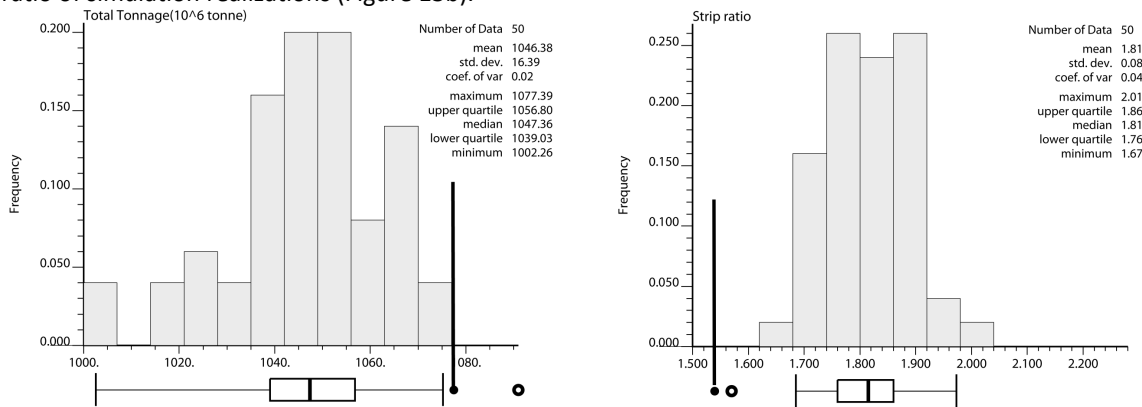 ratio of simulation realizations (Figure 13b).
Total Tonnage(10^6 tonne)
Number of Data 50
mean 1046.38
std. dev. 16.39
coef. of var 0.02
maximum 1077.39
upper quartile 1056.80
median 1047.36
lower quartile 1039.03
minimum 1002.26
Frequency
0.200
0.150
0.100
0.050
0.000
1000. 1020. 1040. 1060. 1080.
Strip ratio
Number of Data 50
mean 1.81
std. dev. 0.08
coef. of var 0.04
maximum 2.01
upper quartile 1.86
median 1.81
lower quartile 1.76
minimum 1.67
Frequency
0.250
0.200
0.150
0.100
0.050
0.000
1.500 1.600 1.700 1.800 1.900 2.000 2.100 2.200